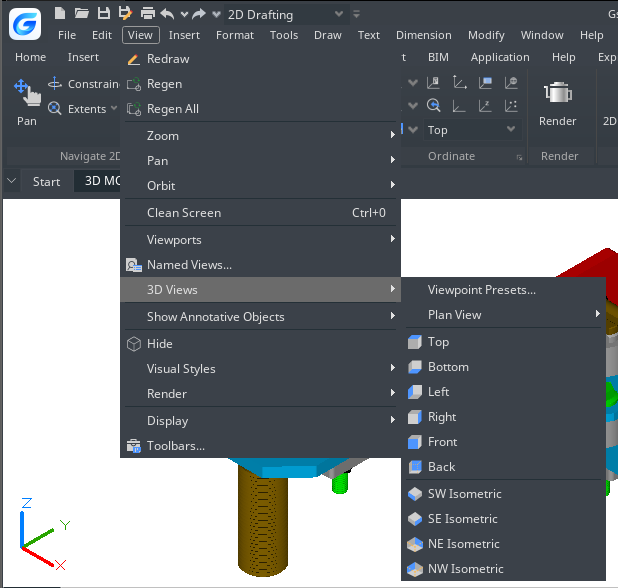 2D Drafting
Gs
File Edit View Insert Format Tools Draw Text Dimension Modify Window Help
Home Insert t BIM Application Help Exp
Redraw
Constrain
Regen
Extents
Regen All
Pan
Render
2D
Top
Zoom
Navigate 2D
Pan
Ordinate
Render
Orbit
Start
3D MO
Clean Screen Ctrl+0
Viewports
Named Views...
3D Views
Viewpoint Presets...
Show Annotative Objects
Plan View
Hide
Top
Visual Styles
Bottom
Render
Left
Display
Right
Toolbars...
Front
Back
SW Isometric
SE Isometric
NE Isometric
NW Isometric
Z
Y
X